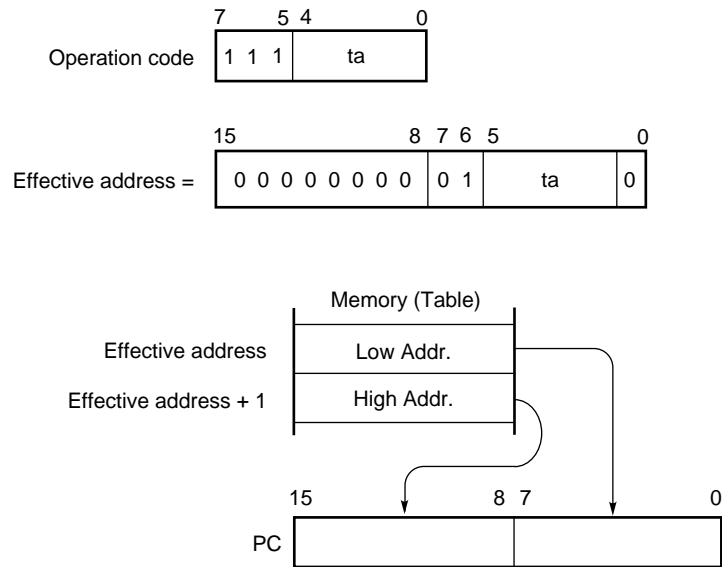 7 5 4 0
Operation code 1 1 1 ta
15 8 7 6 5 0
Effective address = 0 0 0 0 0 0 0 0 0 1 ta 0
Memory (Table)
Effective address Low Addr.
Effective address + 1 High Addr.
15 8 7 0
PC